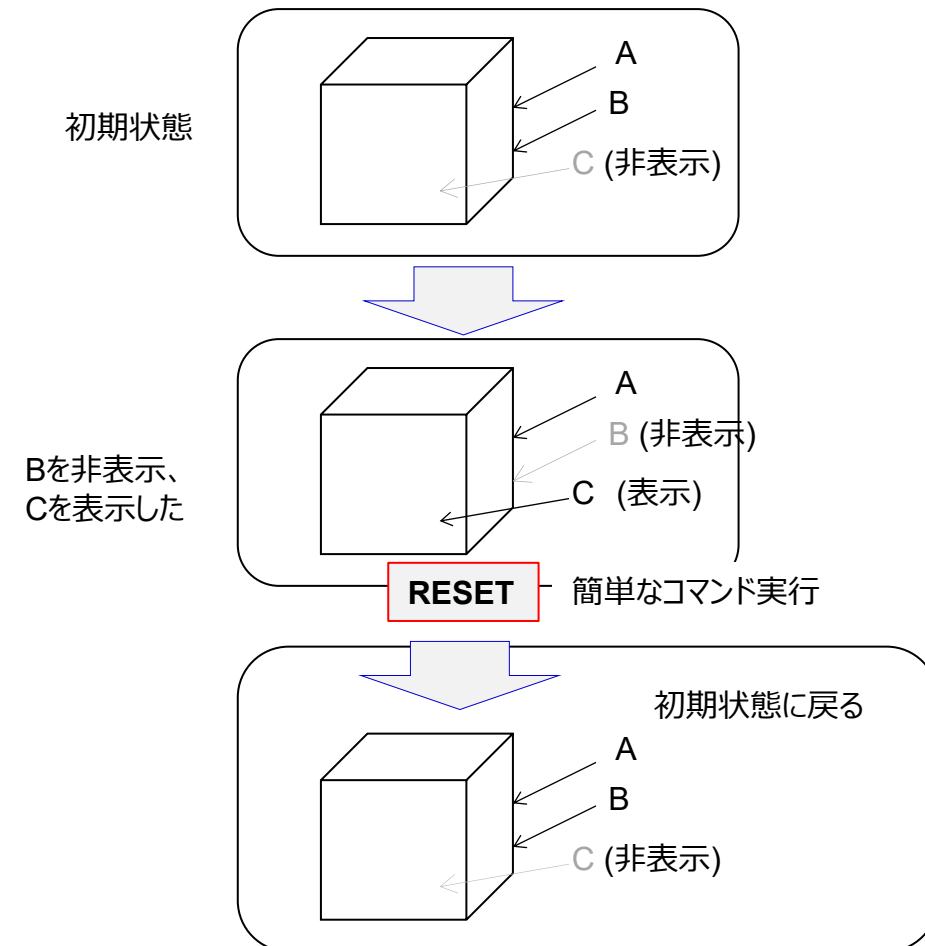 初期状態
A
B
C (非表示)
Bを非表示、
Cを表示した
A
B (非表示)
C (表示)
RESET
簡単なコマンド実行
初期状態に戻る
A
B
C (非表示)